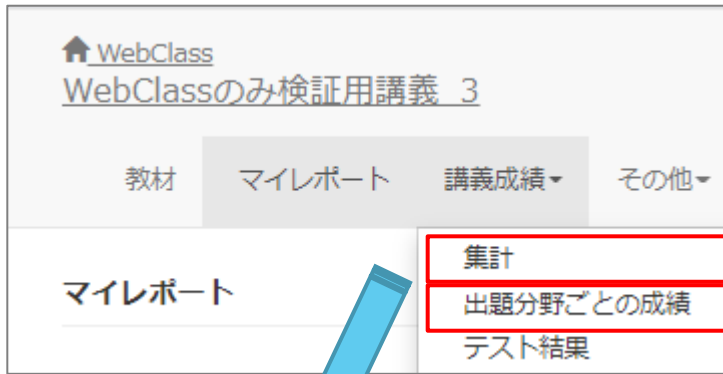 WebClass
WebClassのみ検証用講義_3
教材 マイレポート 講義成績 その他
集計
マイレポート
出題分野ごとの成績
テスト結果